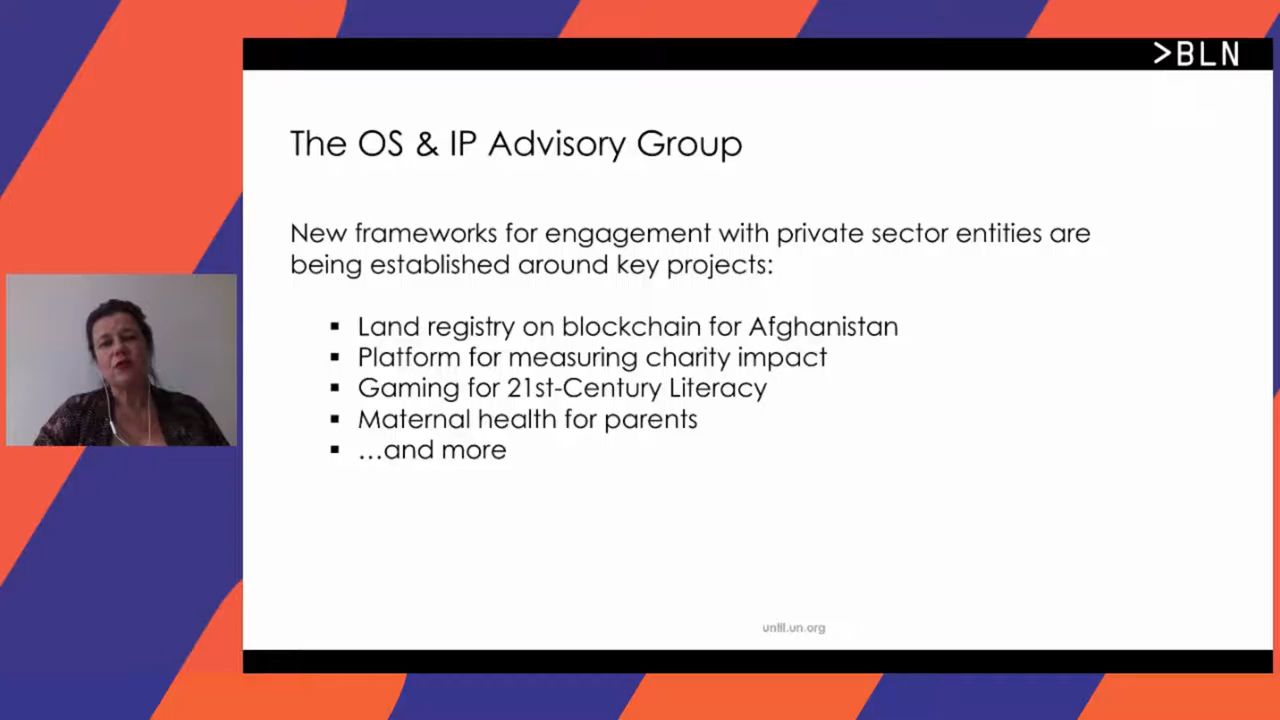 >BLN
The OS & IP Advisory Group
New frameworks for engagement with private sector entities are
being established around key projects:
▪ Land registry on blockchain for Afghanistan
▪ Platform for measuring charity impact
▪ Gaming for 21st-Century Literacy
▪ Maternal health for parents
▪ …and more
until.un.org